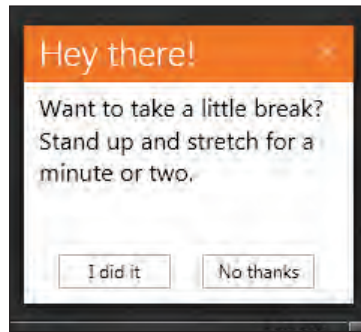 Hey there!
Want to take a little break?
Stand up and stretch for a
minute or two.
I did it
No thanks